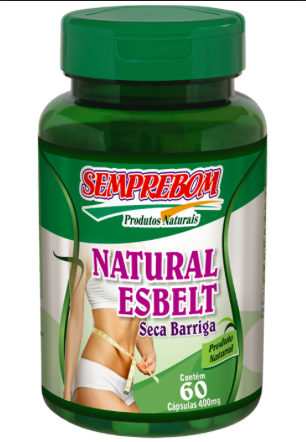 SEMPREBOM
Produtos Naturais
NATURAL
ESBELT
Seca Barriga
Produto
Natural
Contém
60
Cápsulas 400mg